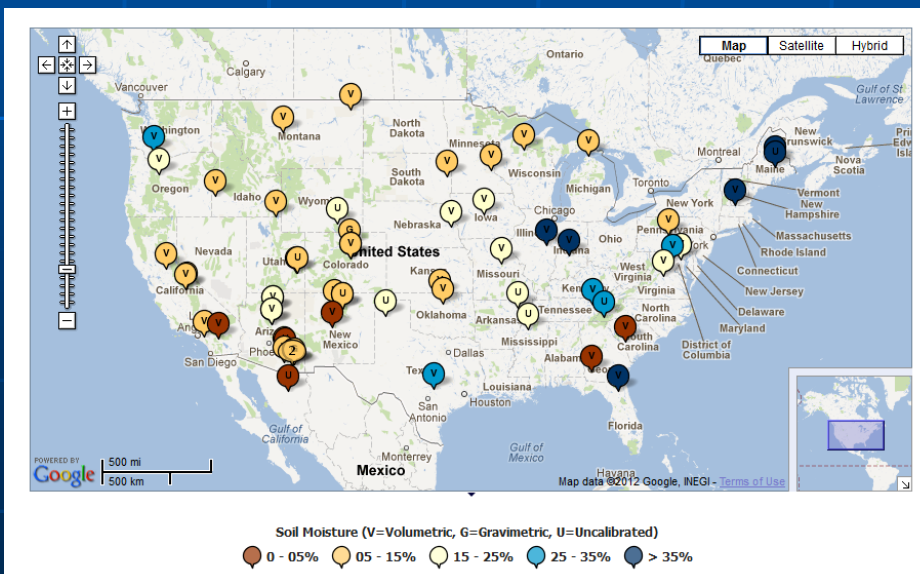 Map
Satellite
Hybrid
Ontario
Quebec
Calgary
Gulf of St
Lawrence
Vancouver
Washington
Montana
North
Dakota
Minnesota
Montreal
New
Brunswick
Maine
Nova
Scotia
Oregon
Idaho
Wyoming
South
Dakota
Wisconsin
Michigan
Toronto
Vermont
New
Hampshire
New York
Massachusetts
Rhode Island
Connecticut
Nebraska
Iowa
Chicago
Illinois
Indiana
Ohio
Pennsylvania
Nevada
Utah
Colorado
United States
Kansas
Missouri
West
Virginia
Virginia
New Jersey
Delaware
Maryland
District of
Columbia
California
Los
Angeles
Arizona
Phoenix
New
Mexico
Oklahoma
Arkansas
Kentucky
Tennessee
North
Carolina
South
Carolina
Mississippi
Alabama
San Diego
Dallas
Texas
Louisiana
San
Antonio
Houston
Florida
Gulf of
California
Monterrey
Gulf of
Mexico
Mexico
Havana
2
POWERED BY
Google
500 mi
500 km
Map data ©2012 Google, INEGI - Terms of Use
Soil Moisture (V=Volumetric, G=Gravimetric, U=Uncalibrated)
0 - 05% 05 - 15% 15 - 25% 25 - 35% > 35%